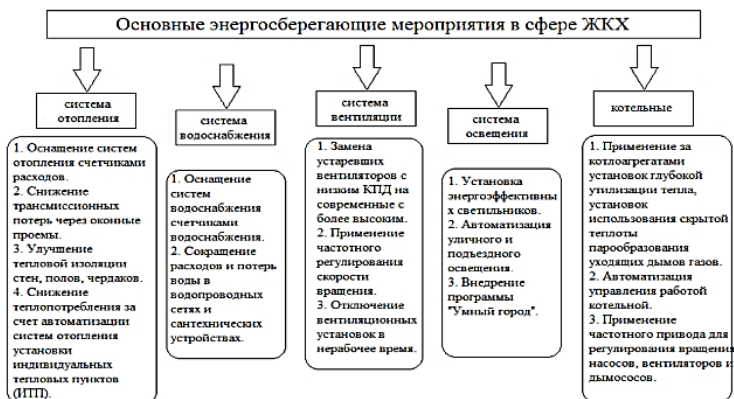 Основные энергосберегающие мероприятия в сфере ЖКХ
система
отопления
1. Оснащение систем
отопления счетчиками
расходов.
2. Снижение
трансмиссионных
потерь через оконные
проемы.
3. Улучшение
тепловой изоляции
стен, полов, чердаков.
4. Снижение
теплопотребления за
счет автоматизации
систем отопления
установки
индивидуальных
тепловых пунктов
(ИТП).
система
водоснабжения
1. Оснащение
систем
водоснабжения
счетчиками
водоснабжения.
2. Сокращение
расходов и потерь
воды в
водопроводных
сетях и
сантехнических
устройствах.
система
вентиляции
1. Замена
устаревших
вентиляторов с
низким КПД на
современные с
более высоким.
2. Применение
частотного
регулирования
скорости
вращения.
3. Отключение
вентиляционных
установок в
нерабочее время.
система
освещения
1. Установка
энергоэффективны
х светильников.
2. Автоматизация
уличного и
подъездного
освещения.
3. Внедрение
программы
"Умный город".
котельные
1. Применение за
котлоагрегатами
установок глубокой
утилизации тепла,
установок
использования скрытой
теплоты
парообразования
уходящих дымов газов.
2. Автоматизация
управления работой
котельной.
3. Применение
частотного привода для
регулирования вращения
насосов, вентиляторов и
дымососов.